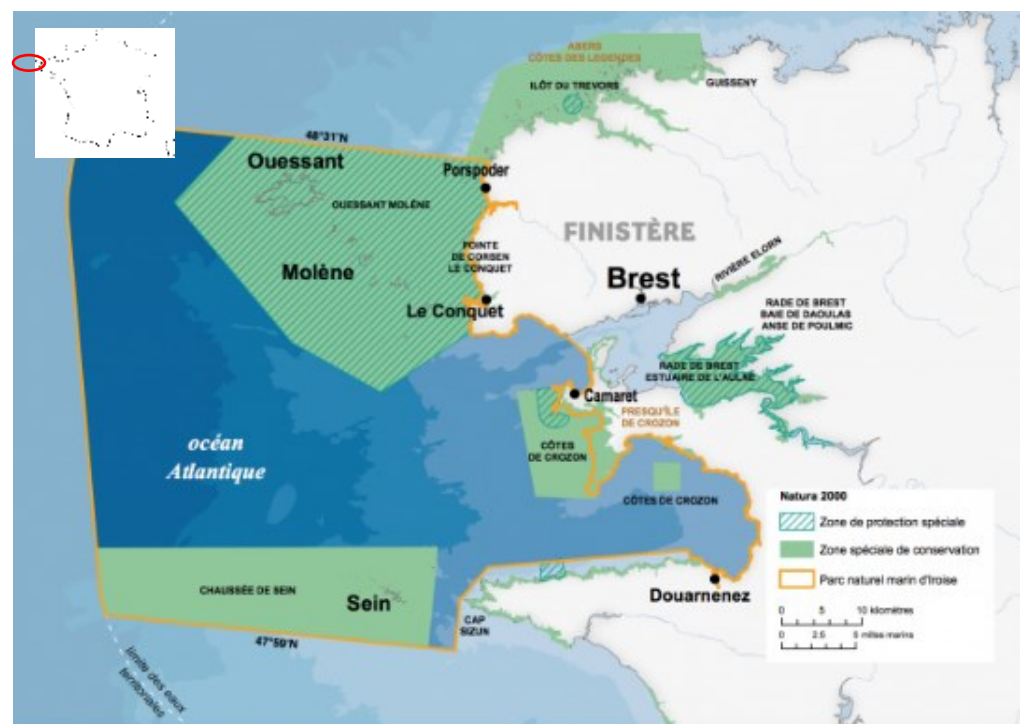 ABERS
CÔTES DES LEGENDES
GUISSENY
ILÔT DU TREVORS
48°31'N
Ouessant
Porspoder
OUESSANT MOLÈNE
FINISTÈRE
POINTE
DE CORSEN
LE CONQUET
Molène
Brest
RIVIÈRE ELORN
Le Conquet
RADE DE BREST
BAIE DE DAOULAS
ANSE DE POULMIC
RADE DE BREST
ESTUAIRE DE L'AULNE
Camaret
PRESQU'ÎLE
DE CROZON
océan
Atlantique
CÔTES
DE CROZON
CÔTES DE CROZON
Natura 2000
Zone de protection spéciale
Zone spéciale de conservation
Parc naturel marin d'Iroise
0 5 10 kilomètres
0 2.5 5 milles marins
CHAUSSÉE DE SEIN
Sein
Douarnenez
CAP
SIZUN
47°59'N
limite des eaux
territoriales